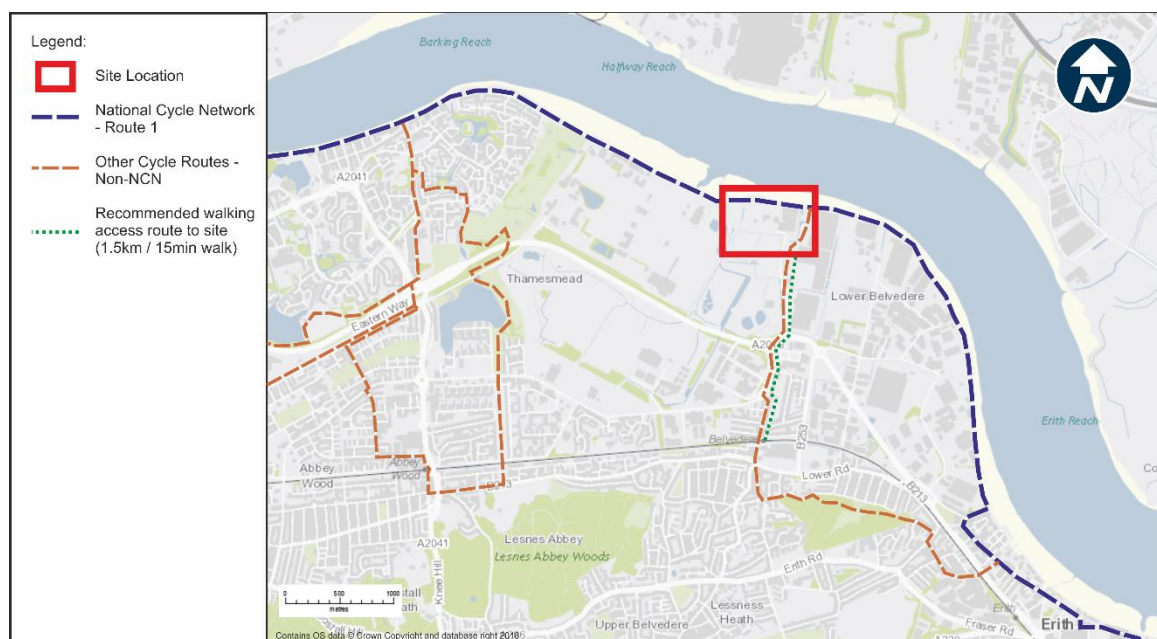 Legend:
Site Location
National Cycle Network
- Route 1
Other Cycle Routes -
Non-NCN
Recommended walking
access route to site
(1.5km / 15min walk)
Barking Reach
Halfway Reach
N
A2041
Thamesmead
Eastern Way
Lower Belvedere
Erith Reach
Belvedere
B253
Abbey
Wood
Abbey
Wood
B213
Lower Rd
B213
A2041
Lesnes Abbey
Lesnes Abbey Woods
Knee Hill
Erith Rd
Upper Belvedere
Lessness
Heath
Erith
Erith
Fraser Rd
Heath
0 500 1000
metres
Contains OS data © Crown Copyright and database right 2018